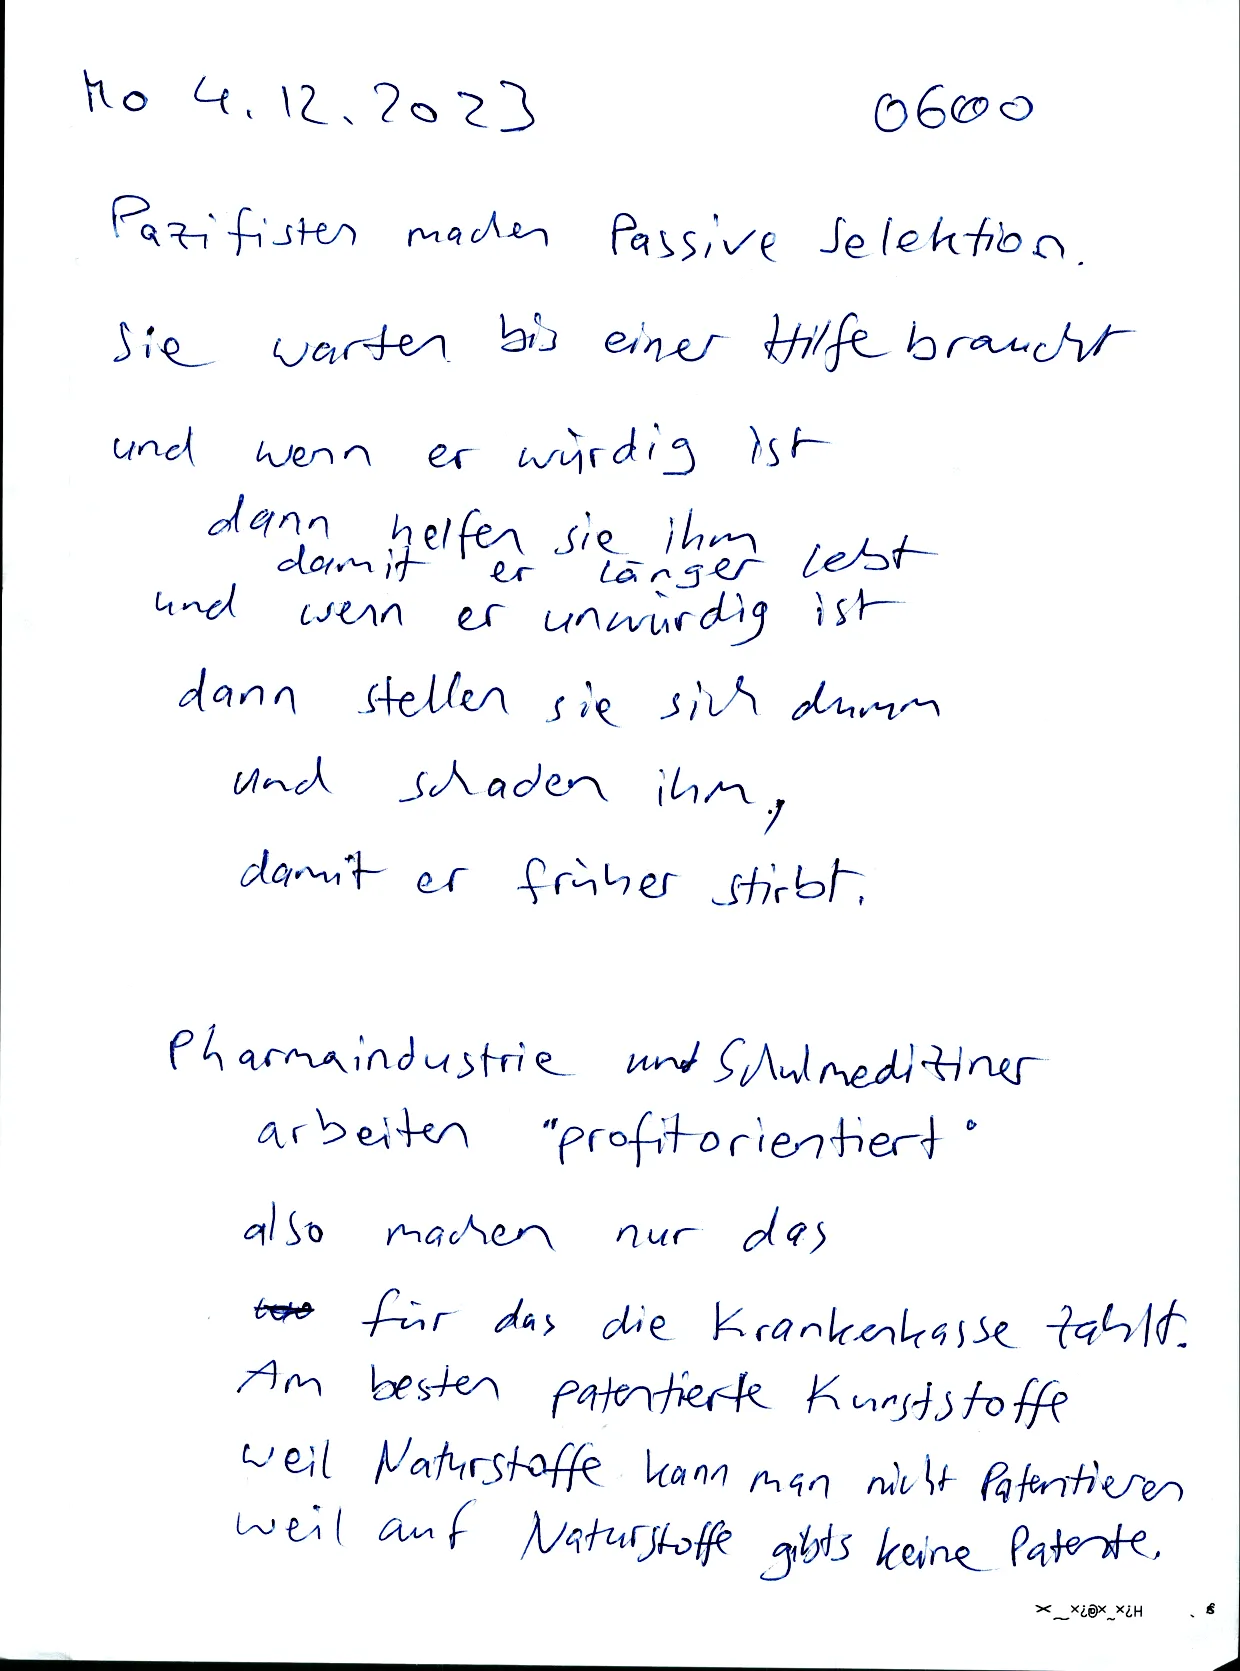 Mo 4.12.2023 0600
Pazifisten machen Passive Selektion.
Sie warten bis einer Hilfe braucht
und wenn er würdig ist
dann helfen sie ihm
damit er länger lebt
und wenn er unwürdig ist
dann stellen sie sich dumm
und schaden ihm,
damit er früher stirbt.
Pharmaindustrie und Schulmediziner
arbeiten "profitorientiert"
also machen nur das
für das die Krankenkasse zahlt.
Am besten patentierte Kunststoffe
weil Naturstoffe kann man nicht Patentieren
weil auf Naturstoffe gibts keine Patente.